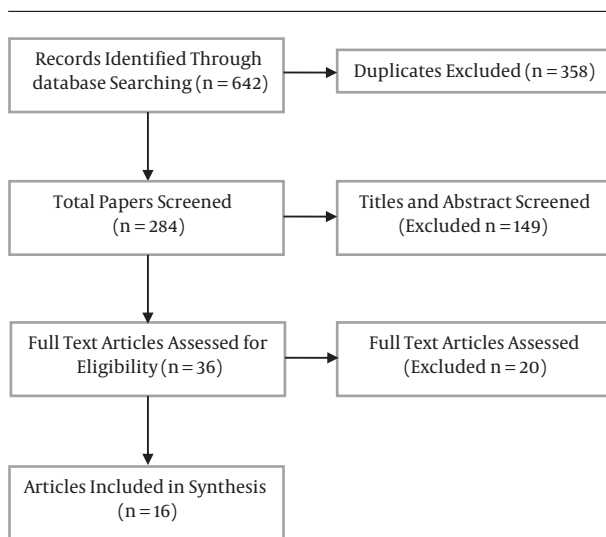 Records Identified Through
database Searching (n = 642)
Duplicates Excluded (n = 358)
Total Papers Screened
(n = 284)
Titles and Abstract Screened
(Excluded n = 149)
Full Text Articles Assessed for
Eligibility (n = 36)
Full Text Articles Assessed
(Excluded n = 20)
Articles Included in Synthesis
(n = 16)